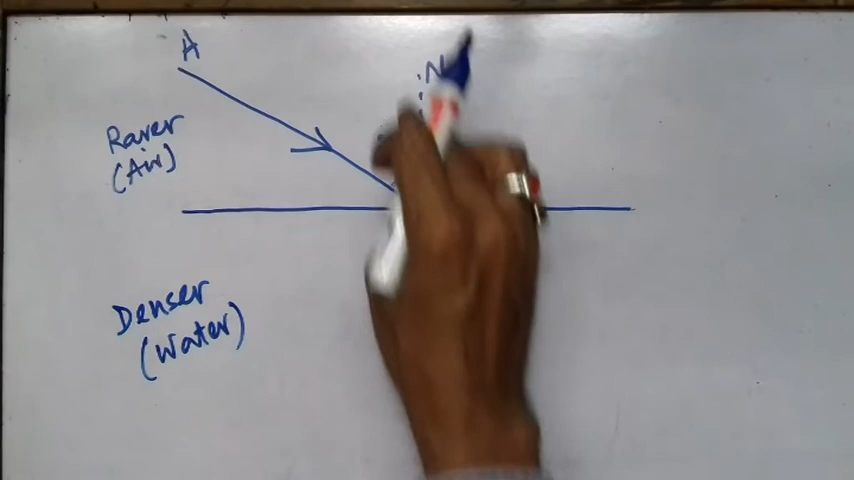 A
N
Rarer
(Air)
Denser
(Water)